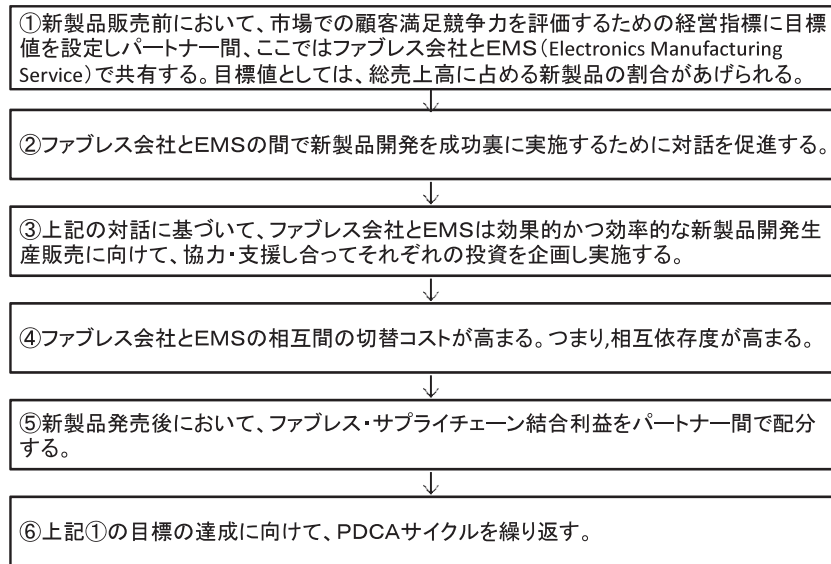 ①新製品販売前において、市場での顧客満足競争力を評価するための経営指標に目標
値を設定しパートナー間、ここではファブレス会社とEMS(Electronics Manufacturing
Service)で共有する。目標値としては、総売上高に占める新製品の割合があげられる。
②ファブレス会社とEMSの間で新製品開発を成功裏に実施するために対話を促進する。
③上記の対話に基づいて、ファブレス会社とEMSは効果的かつ効率的な新製品開発生
産販売に向けて、協力・支援し合ってそれぞれの投資を企画し実施する。
④ファブレス会社とEMSの相互間の切替コストが高まる。つまり,相互依存度が高まる。
⑤新製品発売後において、ファブレス・サプライチェーン結合利益をパートナー間で配分
する。
⑥上記①の目標の達成に向けて、PDCAサイクルを繰り返す。